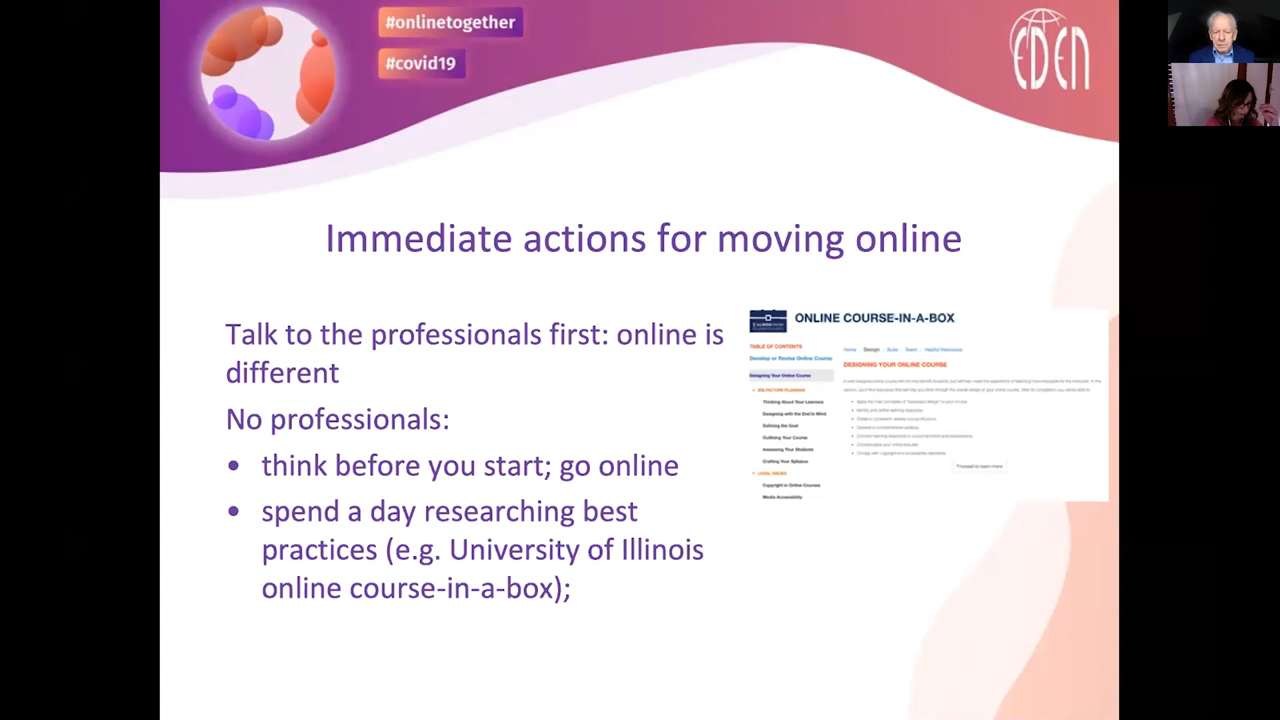 #onlinetogether
#covid19
EDEN
Immediate actions for moving online
Talk to the professionals first: online is
different
No professionals:
• think before you start; go online
• spend a day researching best
practices (e.g. University of Illinois
online course-in-a-box);
ONLINE COURSE-IN-A-BOX
TABLE OF CONTENTS
Develop or Revise Online Course
Designing Your Online Course
BIG PICTURE PLANNING
Thinking About Your Learners
Designing with the End in Mind
Defining the Goal
Outlining Your Course
Assessing Your Students
Crafting Your Syllabus
LEGAL ISSUES
Copyright in Online Courses
Media Accessibility
Home Design Build Teach Helpful Resources
DESIGNING YOUR ONLINE COURSE
Proceed to learn more